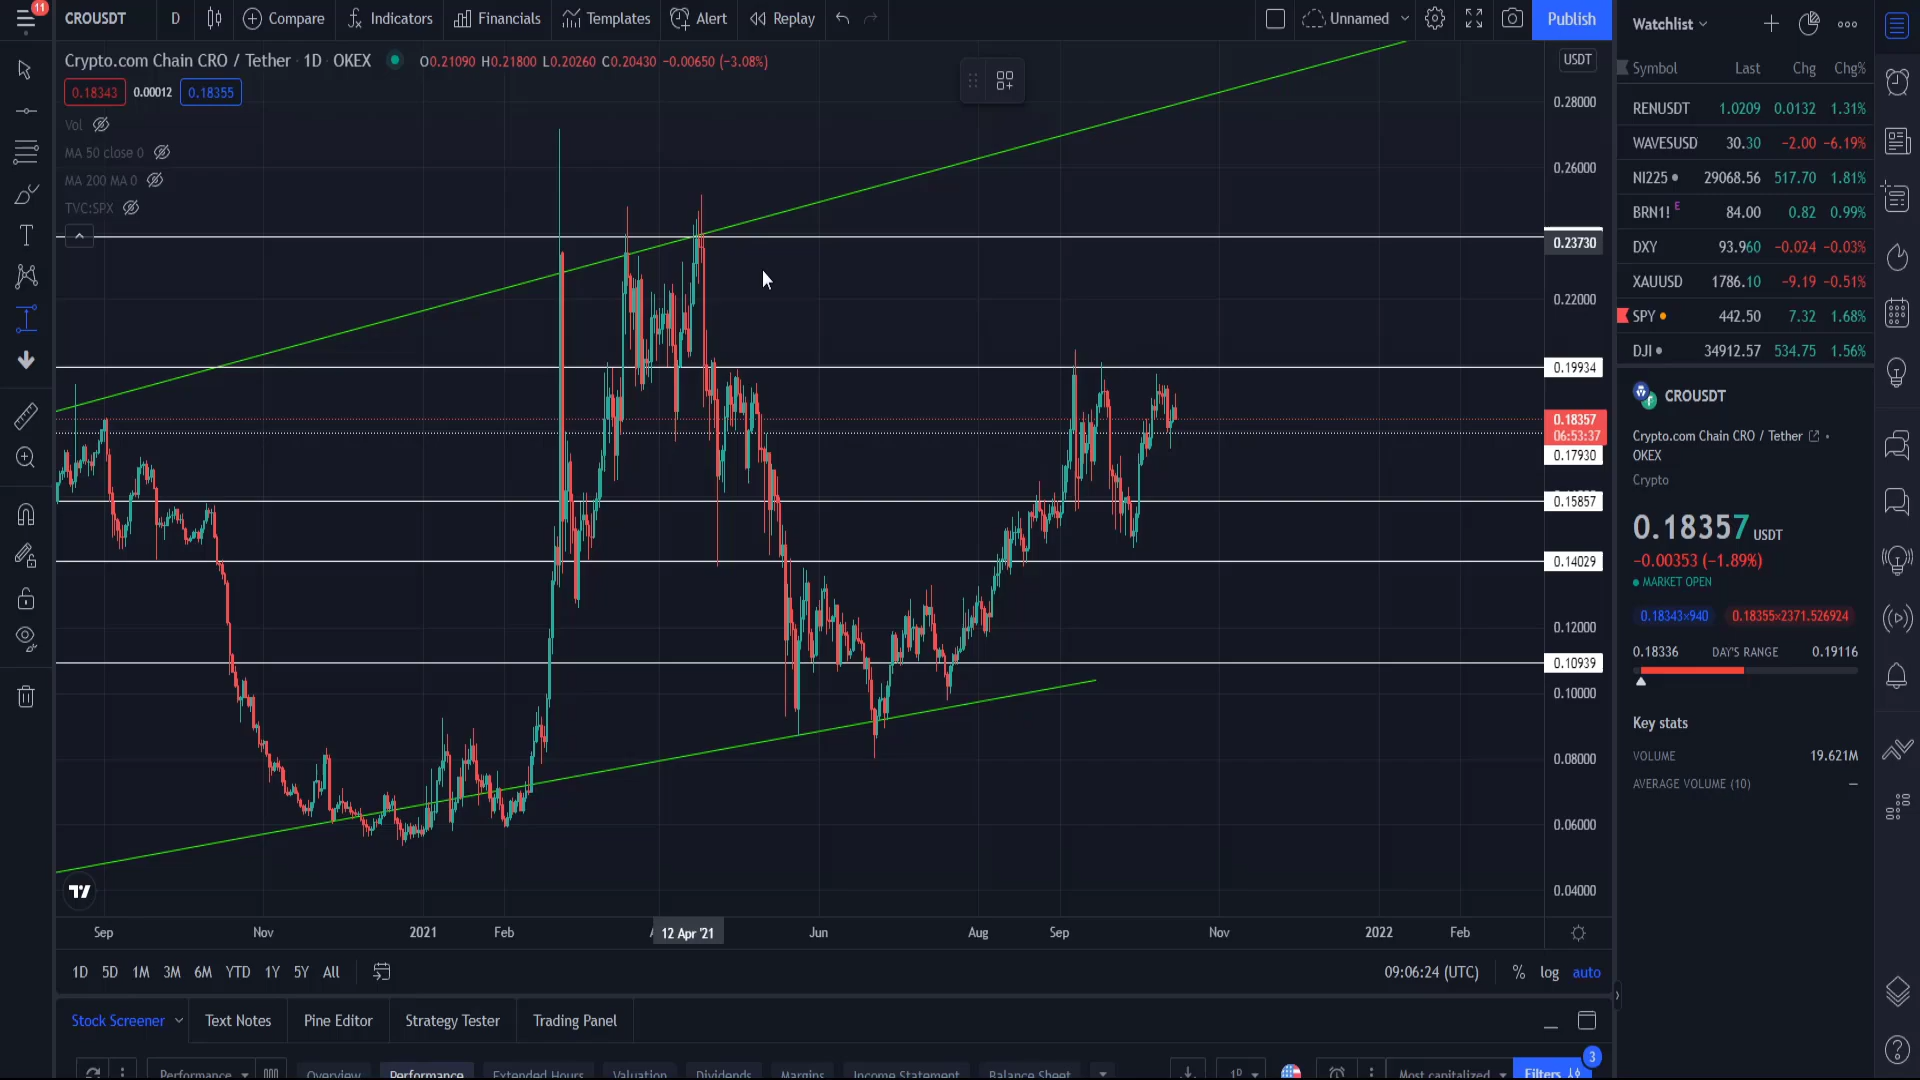 11
CROUSDT
D
Compare
Indicators
Financials
Templates
Alert
Replay
Unnamed
Publish
Crypto.com Chain CRO / Tether · 1D · OKEX
O0.21090 H0.21800 L0.20260 C0.20430 −0.00650 (−3.08%)
0.18343 0.00012 0.18355
Vol
MA 50 close 0
MA 200 MA 0
TVC:SPX
USDT
0.28000
0.26000
0.23730
0.22000
0.19934
0.18357
06:53:37
0.17930
0.15857
0.14029
0.12000
0.10939
0.10000
0.08000
0.06000
0.04000
Sep
Nov
2021
Feb
12 Apr '21
Jun
Aug
Sep
Nov
2022
Feb
1D 5D 1M 3M 6M YTD 1Y 5Y All
09:06:24 (UTC)
% log auto
Stock Screener
Text Notes
Pine Editor
Strategy Tester
Trading Panel
Performance
Overview
Performance
Extended Hours
Valuation
Dividends
Margins
Income Statement
Balance Sheet
1D
Most capitalized
Filters
3
Watchlist
Symbol Last Chg Chg%
RENUSDT 1.0209 0.0132 1.31%
WAVESUSD 30.30 −2.00 −6.19%
NI225 29068.56 517.70 1.81%
BRN1! E 84.00 0.82 0.99%
DXY 93.960 −0.024 −0.03%
XAUUSD 1786.10 −9.19 −0.51%
SPY 442.50 7.32 1.68%
DJI 34912.57 534.75 1.56%
CROUSDT
Crypto.com Chain CRO / Tether
OKEX
Crypto
0.18357 USDT
−0.00353 (−1.89%)
MARKET OPEN
0.18343×940 0.18355×2371.526924
0.18336 DAY'S RANGE 0.19116
Key stats
VOLUME 19.621M
AVERAGE VOLUME (10) —